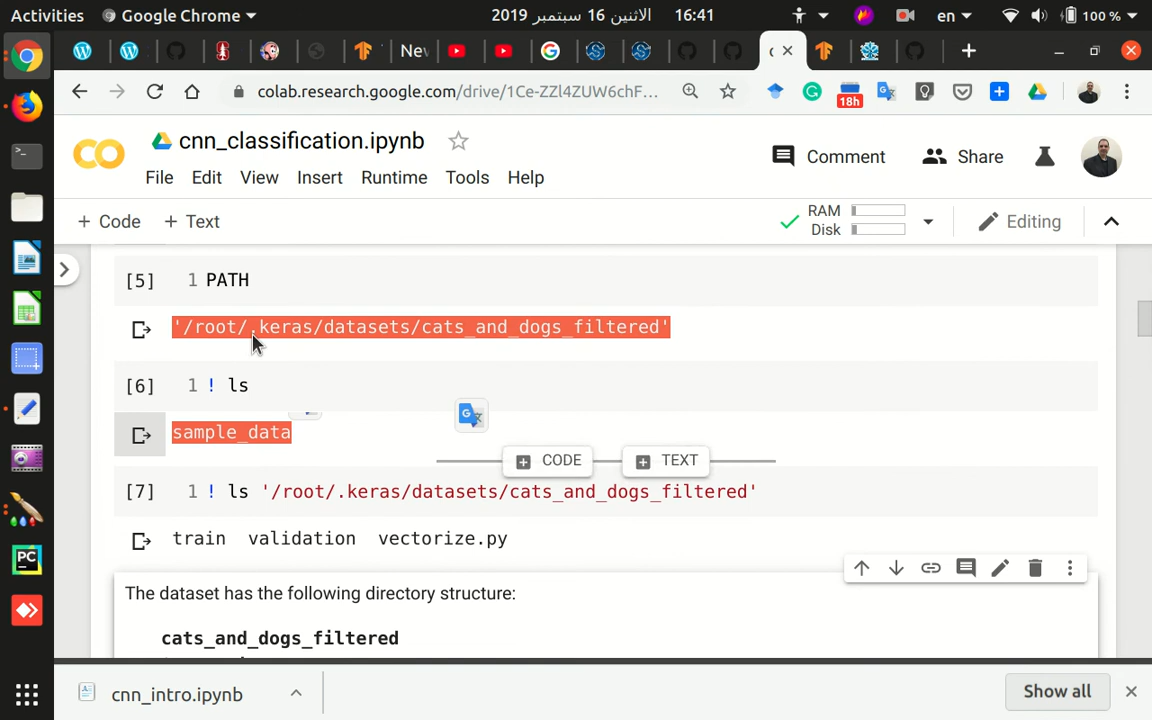 Activities Google Chrome 2019 الاثنين 16 سبتمبر 16:41 en 100 %
Nev
colab.research.google.com/drive/1Ce-ZZl4ZUW6chF... 18h
cnn_classification.ipynb
Comment Share
File Edit View Insert Runtime Tools Help
+ Code + Text RAM Disk Editing
[5] 1 PATH
'/root/.keras/datasets/cats_and_dogs_filtered'
[6] 1 ! ls
sample_data
CODE TEXT
[7] 1 ! ls '/root/.keras/datasets/cats_and_dogs_filtered'
train validation vectorize.py
The dataset has the following directory structure:
cats_and_dogs_filtered
cnn_intro.ipynb Show all